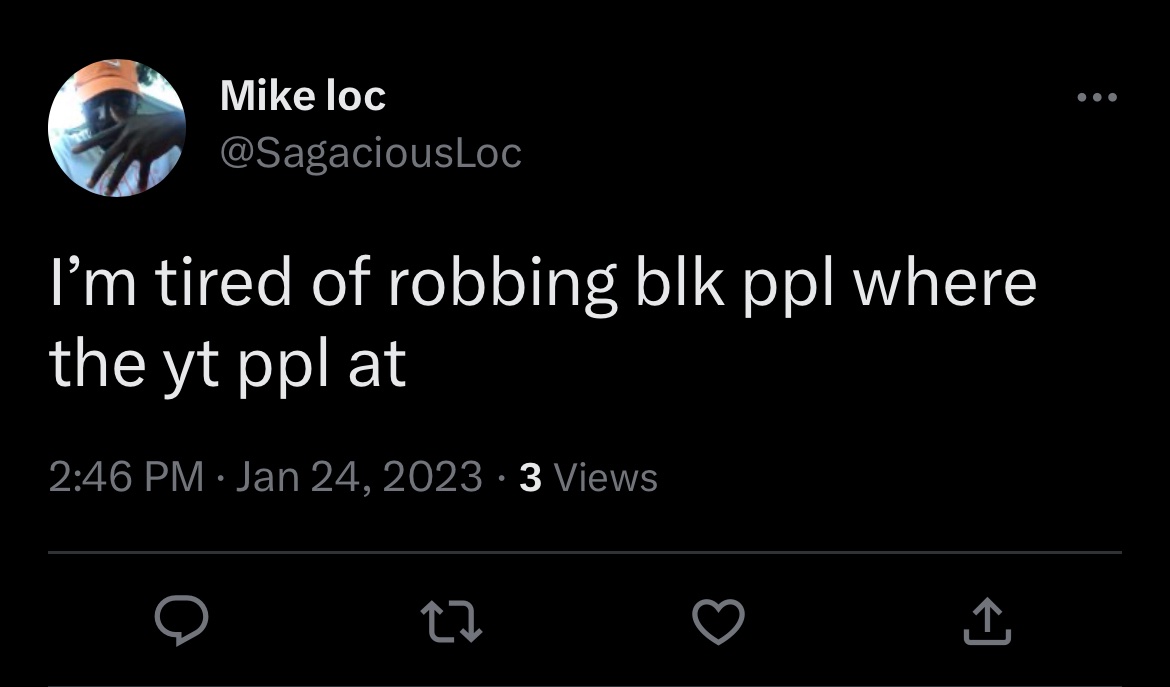 Mike loc
@SagaciousLoc
I’m tired of robbing blk ppl where
the yt ppl at
2:46 PM · Jan 24, 2023 · 3 Views